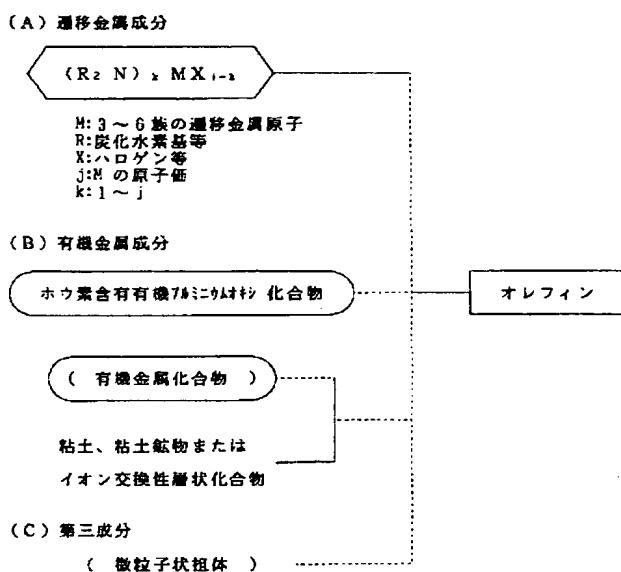 (A)遷移金属成分
(R2 N)k MXj-k
M:3~6族の遷移金属原子
R:炭化水素基等
X:ハロゲン等
j:M の原子価
k:1~j
(B)有機金属成分
ホウ素含有有機アルミニウムオキシ 化合物
オレフィン
( 有機金属化合物 )
粘土、粘土鉱物または
イオン交換性層状化合物
(C)第三成分
( 微粒子状担体 )